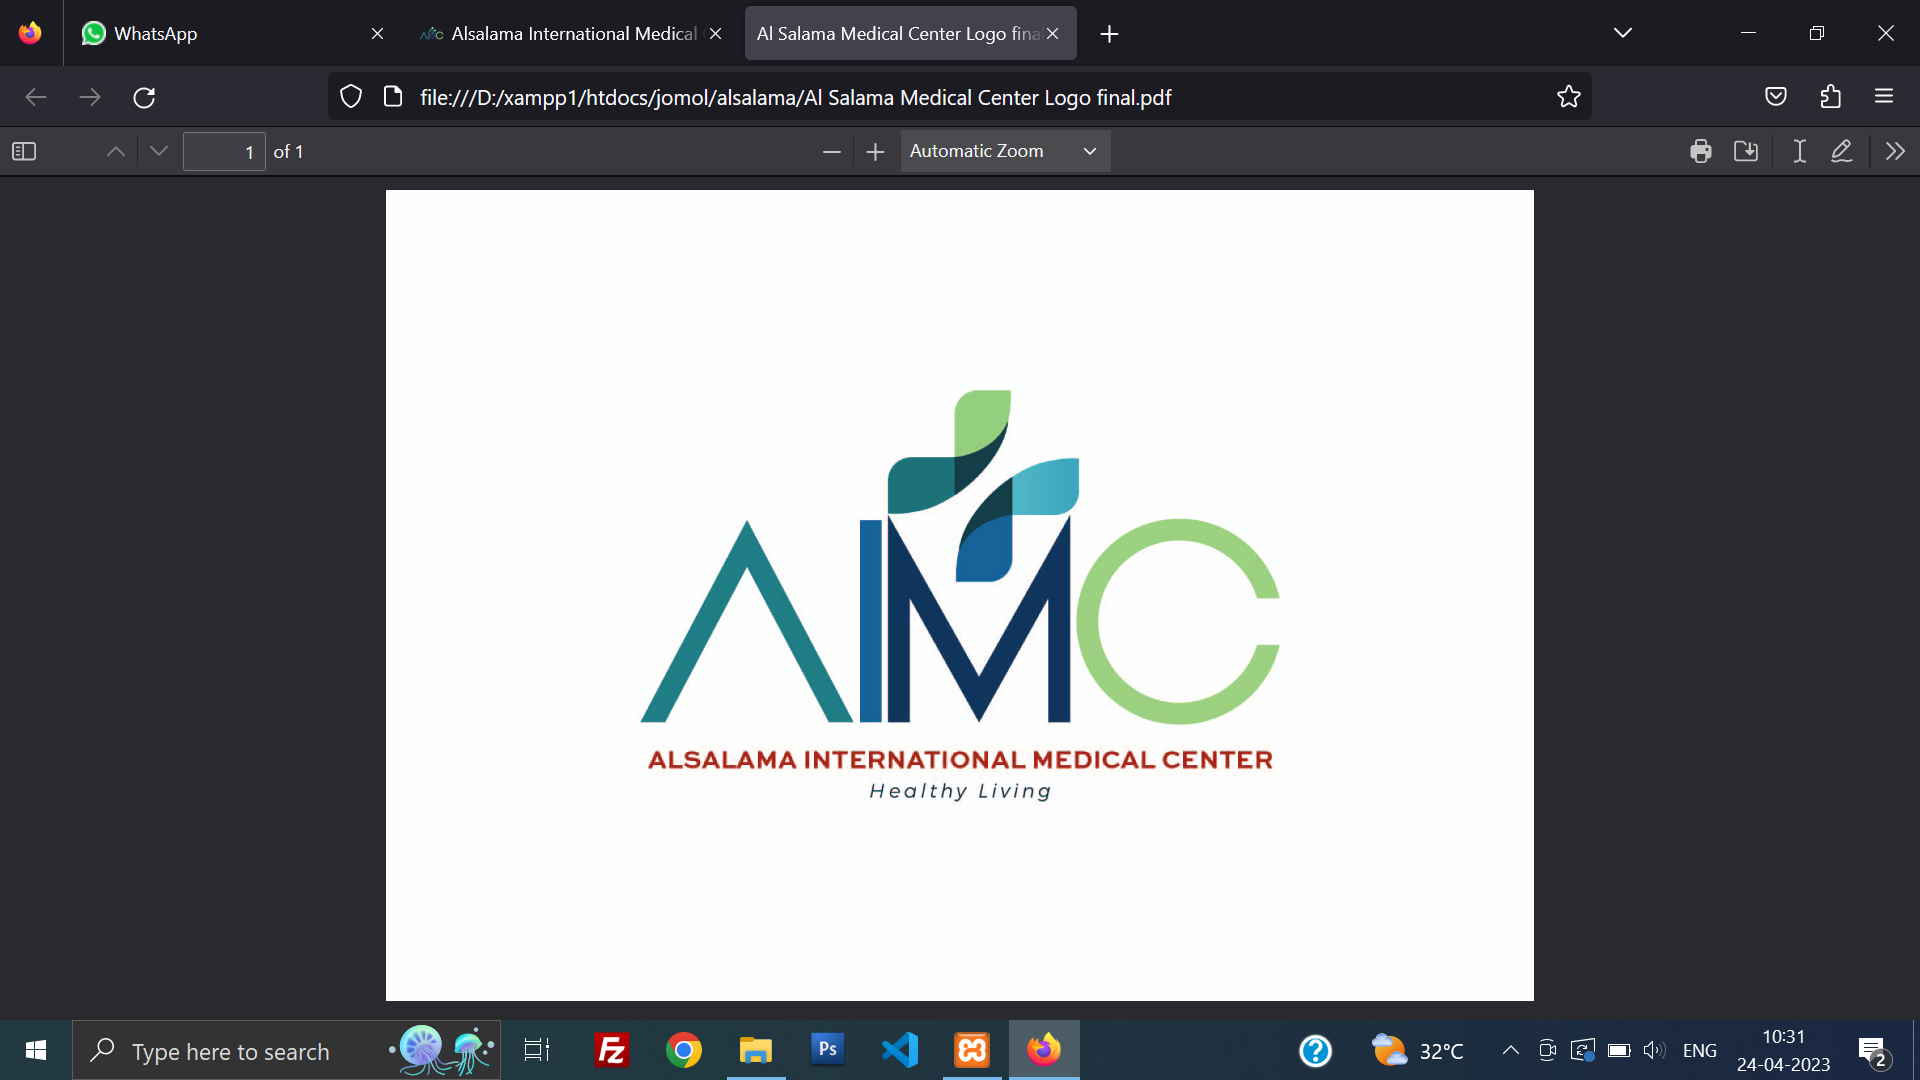 WhatsApp
Alsalama International Medical
Al Salama Medical Center Logo fina
file:///D:/xampp1/htdocs/jomol/alsalama/Al Salama Medical Center Logo final.pdf
1 of 1
Automatic Zoom
AIMC
ALSALAMA INTERNATIONAL MEDICAL CENTER
Healthy Living
Type here to search
Fz
Ps
32°C
ENG
10:31
24-04-2023
2